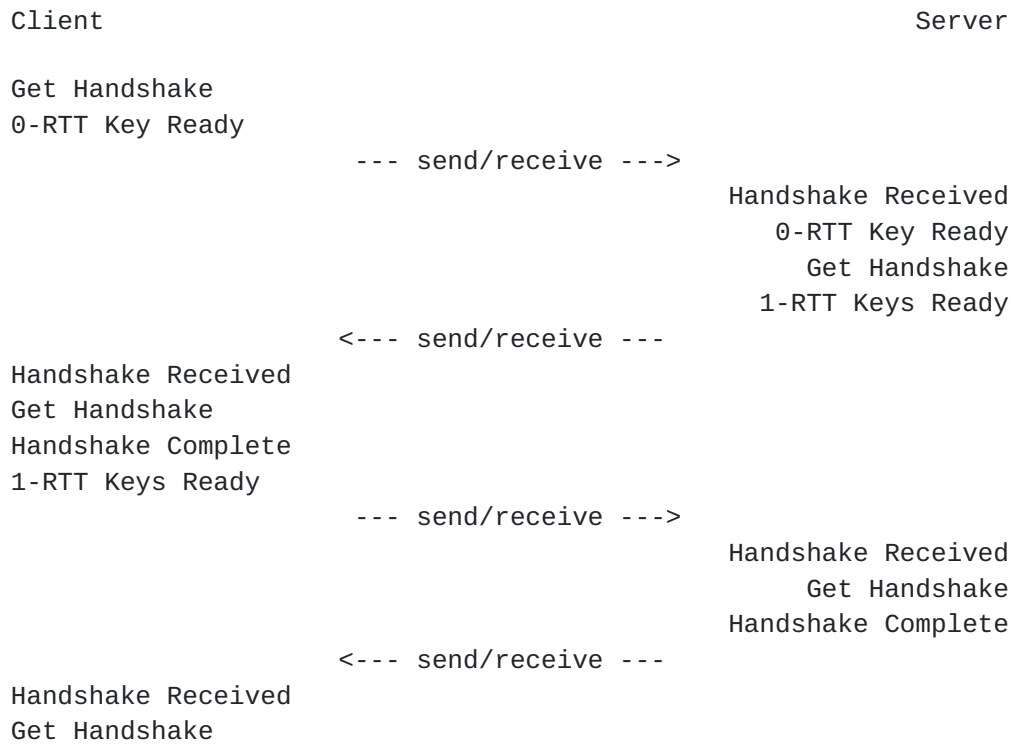 Client Server
Get Handshake
0-RTT Key Ready
--- send/receive --->
Handshake Received
0-RTT Key Ready
Get Handshake
1-RTT Keys Ready
<--- send/receive ---
Handshake Received
Get Handshake
Handshake Complete
1-RTT Keys Ready
--- send/receive --->
Handshake Received
Get Handshake
Handshake Complete
<--- send/receive ---
Handshake Received
Get Handshake